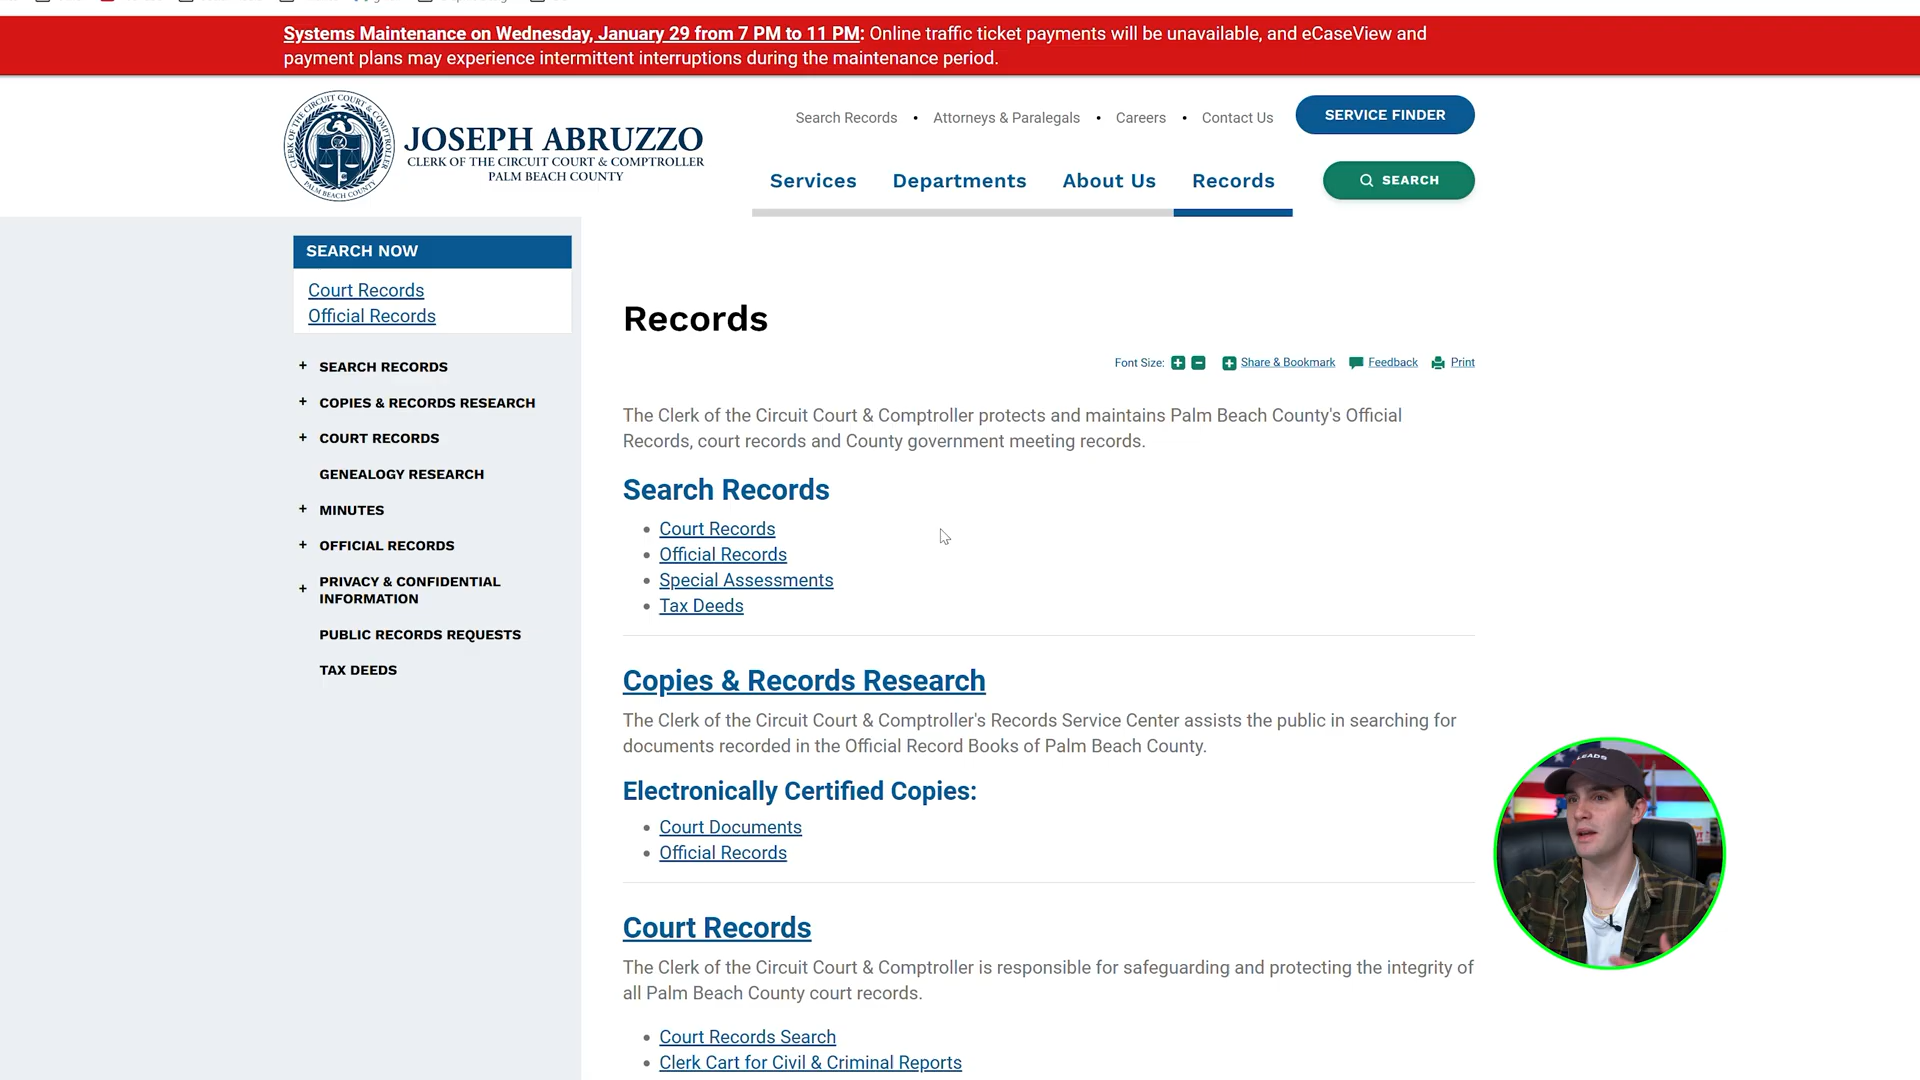 Systems Maintenance on Wednesday, January 29 from 7 PM to 11 PM: Online traffic ticket payments will be unavailable, and eCaseView and
payment plans may experience intermittent interruptions during the maintenance period.
CLERK OF THE CIRCUIT COURT & COMPTROLLER
PALM BEACH COUNTY
JOSEPH ABRUZZO
CLERK OF THE CIRCUIT COURT & COMPTROLLER
PALM BEACH COUNTY
Search Records • Attorneys & Paralegals • Careers • Contact Us
SERVICE FINDER
Services Departments About Us Records
SEARCH
SEARCH NOW
Court Records
Official Records
+ SEARCH RECORDS
+ COPIES & RECORDS RESEARCH
+ COURT RECORDS
GENEALOGY RESEARCH
+ MINUTES
+ OFFICIAL RECORDS
+ PRIVACY & CONFIDENTIAL
INFORMATION
PUBLIC RECORDS REQUESTS
TAX DEEDS
Records
Font Size: + - Share & Bookmark Feedback Print
The Clerk of the Circuit Court & Comptroller protects and maintains Palm Beach County's Official
Records, court records and County government meeting records.
Search Records
• Court Records
• Official Records
• Special Assessments
• Tax Deeds
Copies & Records Research
The Clerk of the Circuit Court & Comptroller's Records Service Center assists the public in searching for
documents recorded in the Official Record Books of Palm Beach County.
Electronically Certified Copies:
• Court Documents
• Official Records
Court Records
The Clerk of the Circuit Court & Comptroller is responsible for safeguarding and protecting the integrity of
all Palm Beach County court records.
• Court Records Search
• Clerk Cart for Civil & Criminal Reports
LEADS